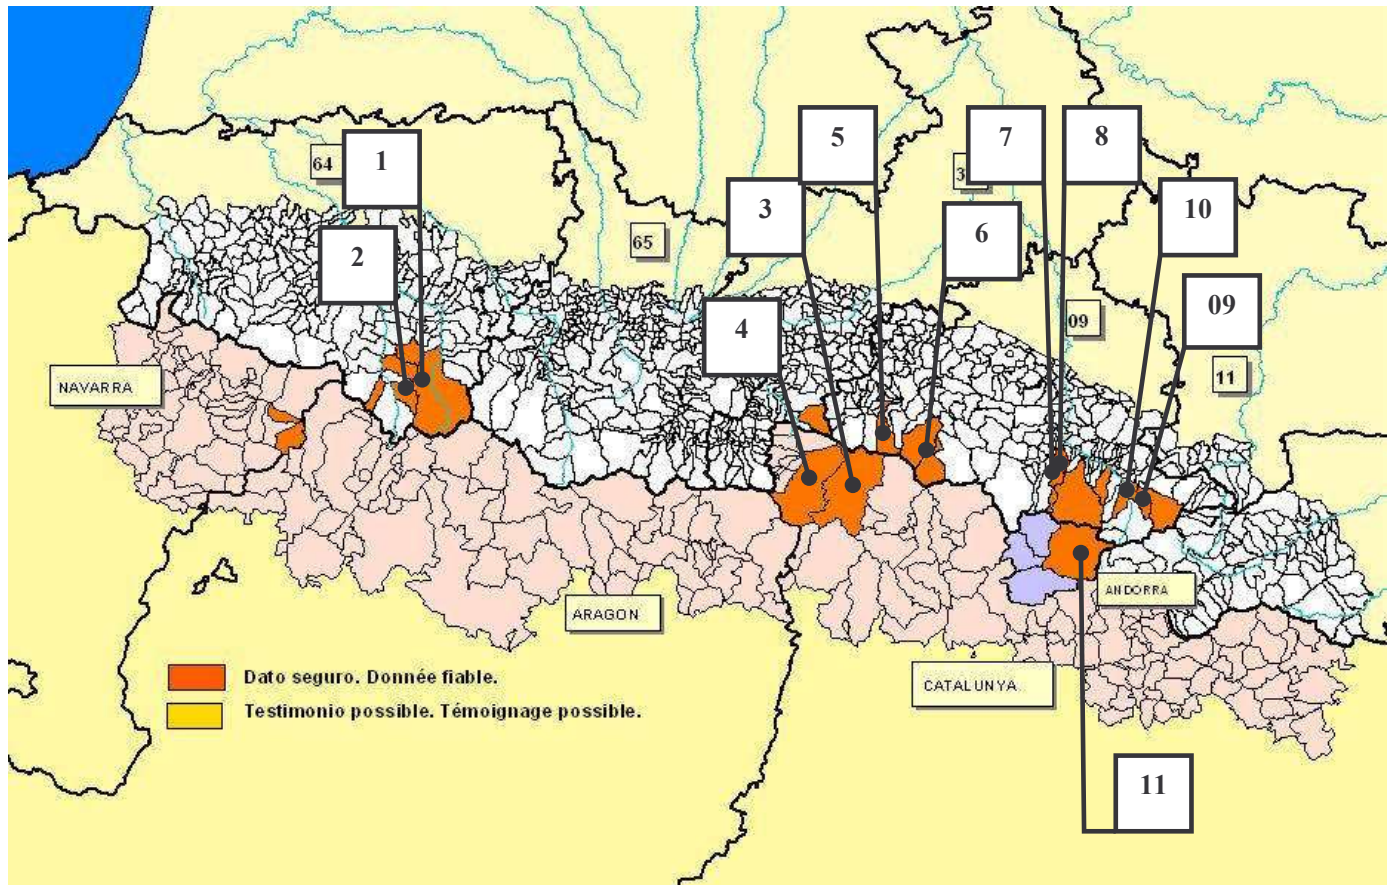 5
7
8
1
64
3
10
6
2
65
4
09
09
11
NAVARRA
ANDORRA
ARAGON
CATALUNYA
Dato seguro. Donnée fiable.
Testimonio possible. Témoignage possible.
11